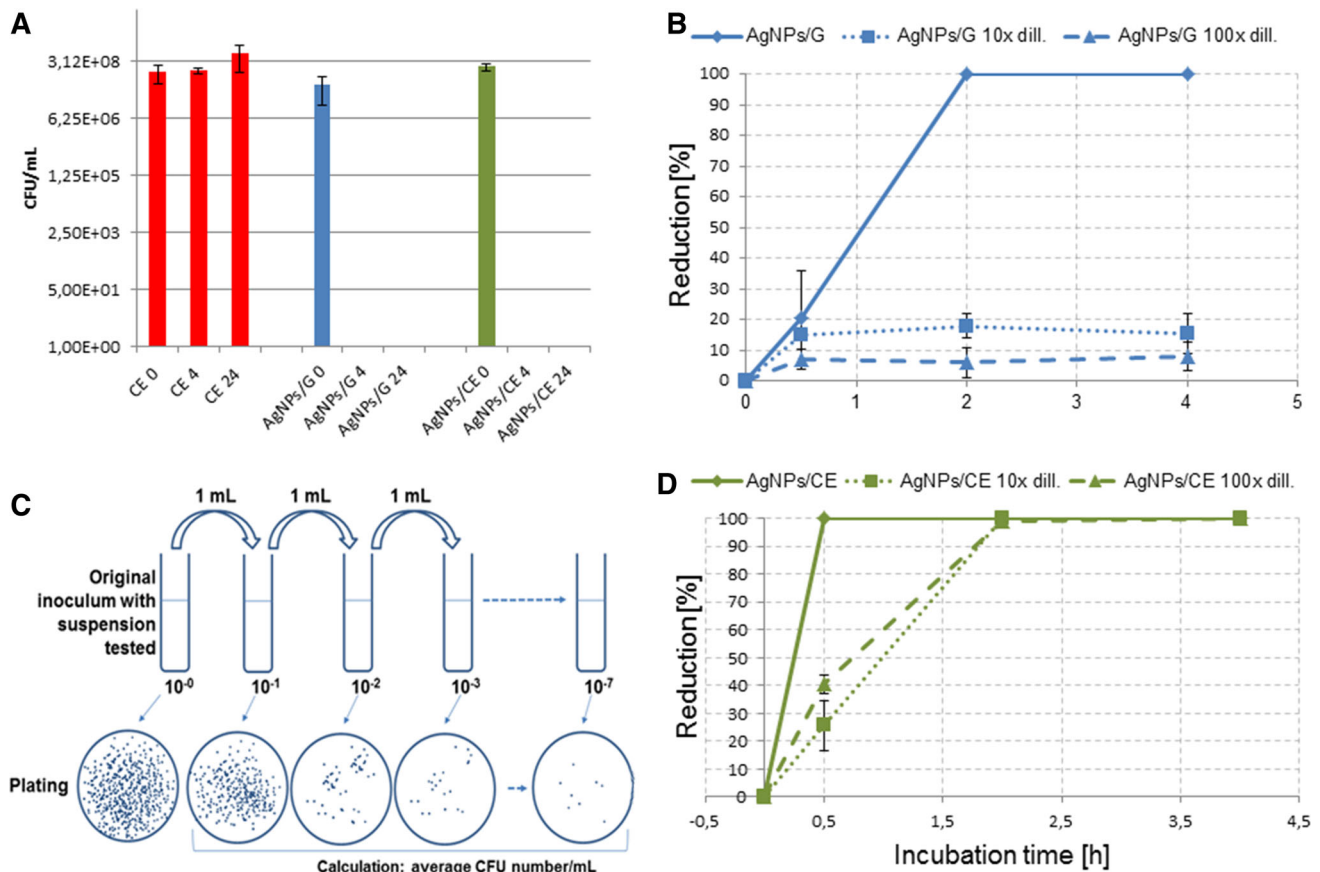 A
3,12E+08
6,25E+06
1,25E+05
2,50E+03
5,00E+01
1,00E+00
CFU/mL
CE 0
CE 4
CE 24
AgNPs/G 0
AgNPs/G 4
AgNPs/G 24
AgNPs/CE 0
AgNPs/CE 4
AgNPs/CE 24
B
AgNPs/G
AgNPs/G 10x dill.
AgNPs/G 100x dill.
100
90
80
70
60
50
40
30
20
10
0
Reduction[%]
0
1
2
3
4
5
C
1 mL
1 mL
1 mL
Original
inoculum with
suspension
tested
10-0
10-1
10-2
10-3
10-7
Plating
Calculation: average CFU number/mL
D
AgNPs/CE
AgNPs/CE 10x dill.
AgNPs/CE 100x dill.
100
90
80
70
60
50
40
30
20
10
0
Reduction[%]
-0,5
0,5
1,5
2,5
3,5
4,5
Incubation time [h]